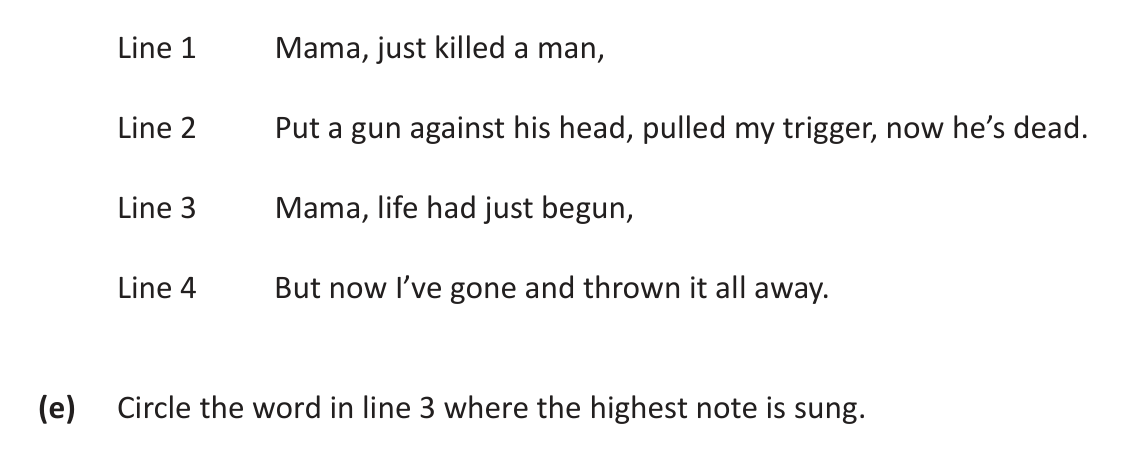 Line 1 Mama, just killed a man,
Line 2 Put a gun against his head, pulled my trigger, now he’s dead.
Line 3 Mama, life had just begun,
Line 4 But now I’ve gone and thrown it all away.
(e) Circle the word in line 3 where the highest note is sung.